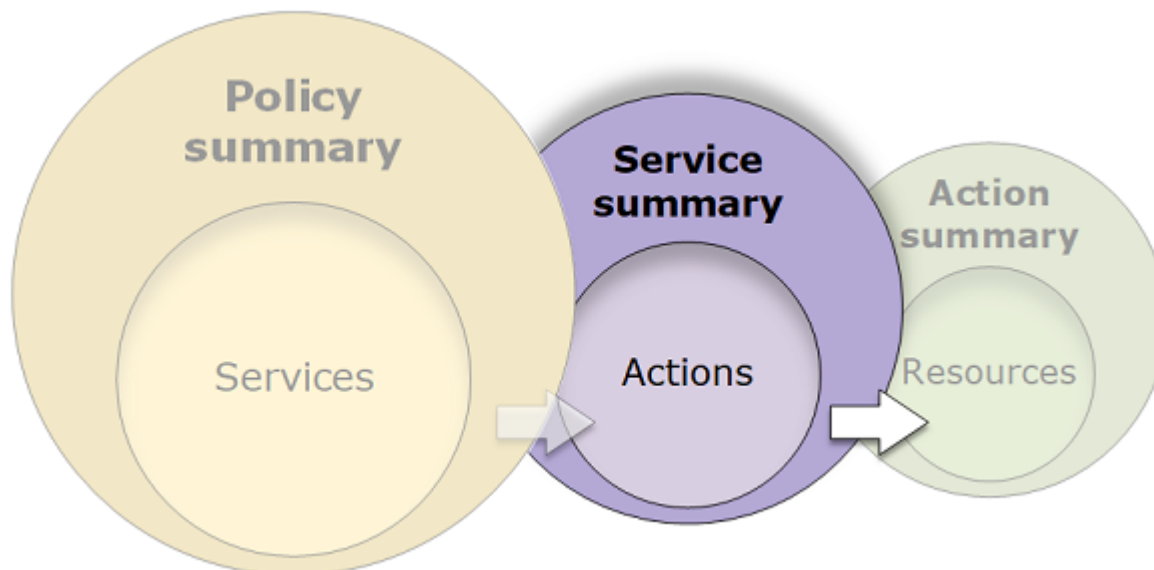 Policy
summary
Services
Service
summary
Actions
Action
summary
Resources